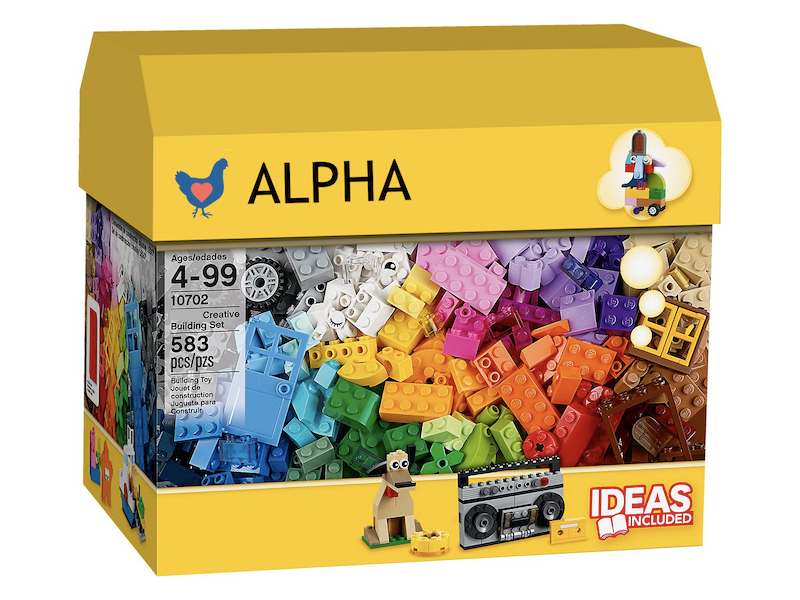 ALPHA
Ages/edades
4-99
10702
Creative
Building Set
583
pcs/pzs
Building Toy
Jouet de
construction
Juguete para
Construir
IDEAS
INCLUDED